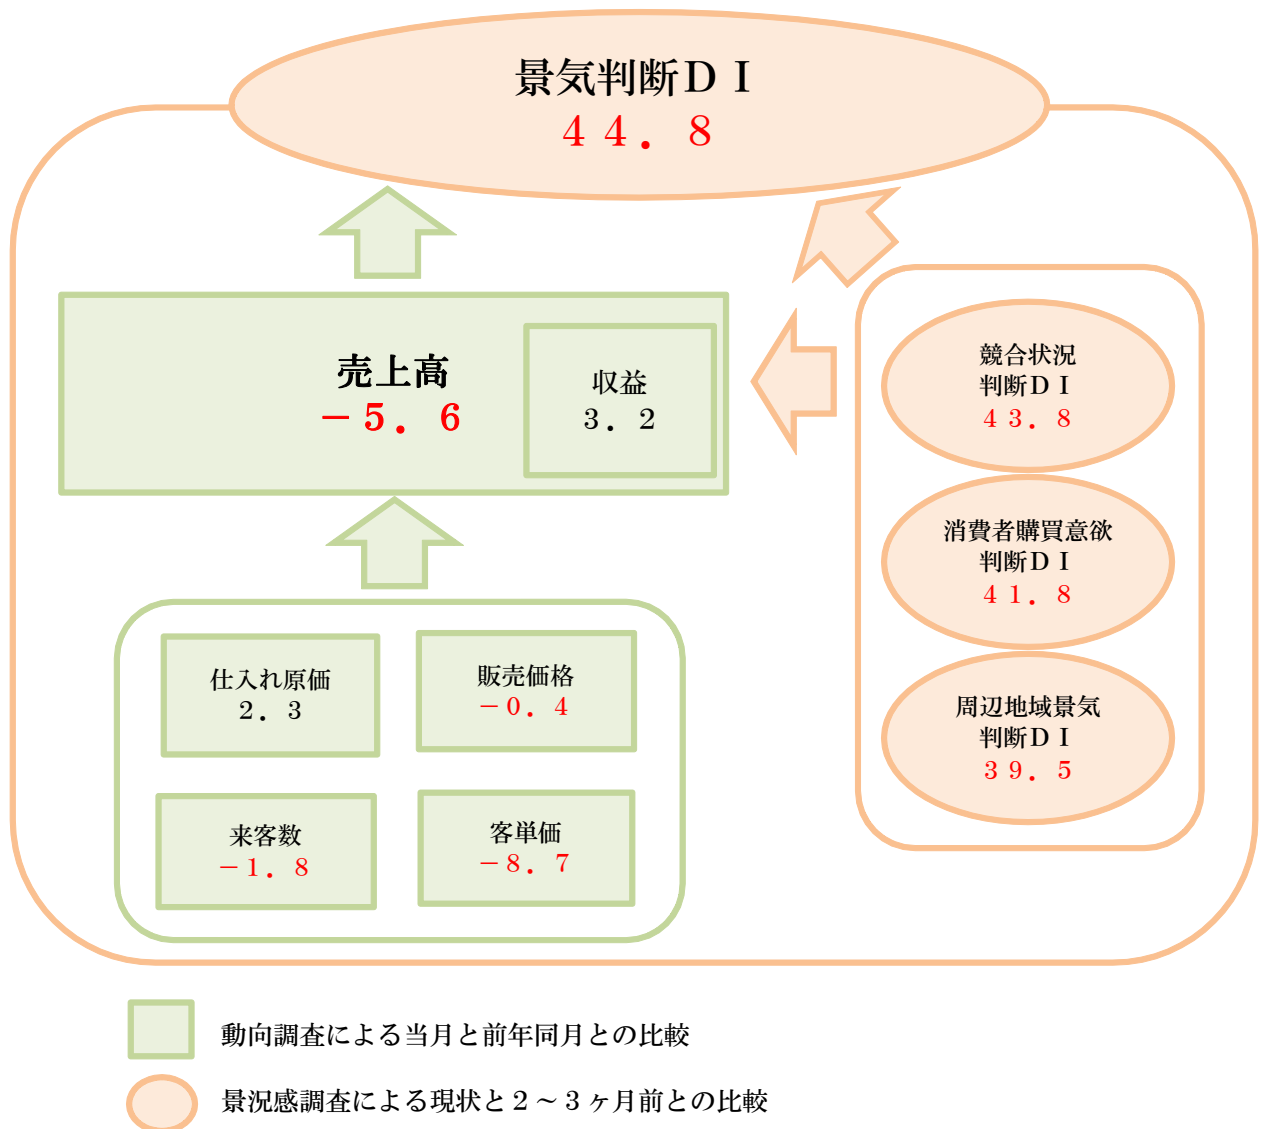 景気判断ＤＩ
４４．８
売上高
－５．６
収益
３．２
競合状況
判断ＤＩ
４３．８
消費者購買意欲
判断ＤＩ
４１．８
周辺地域景気
判断ＤＩ
３９．５
仕入れ原価
２．３
販売価格
－０．４
来客数
－１．８
客単価
－８．７
動向調査による当月と前年同月との比較
景況感調査による現状と２～３ヶ月前との比較